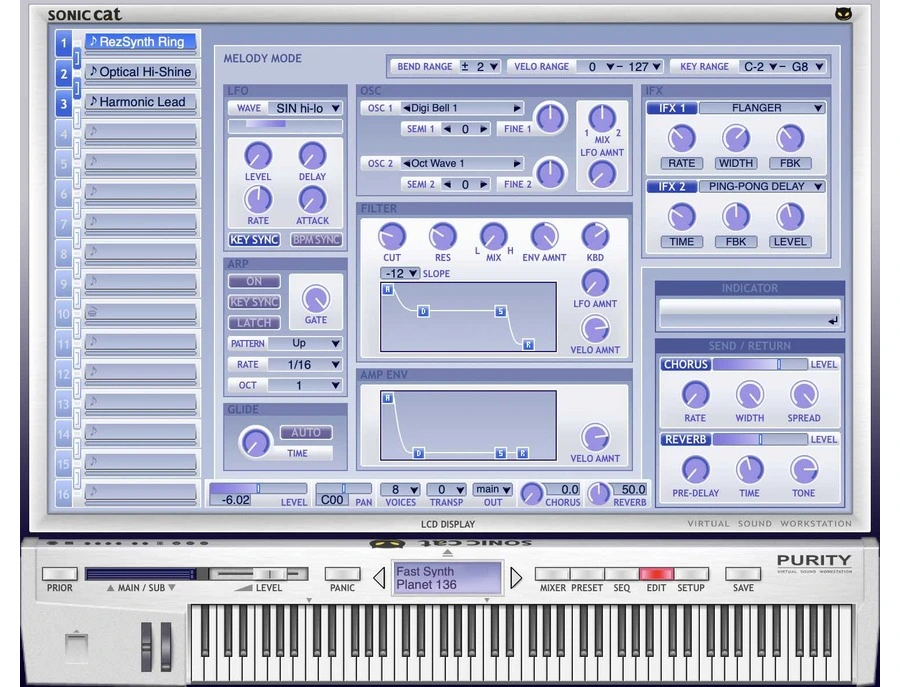 SONIC cat
1 ♪ RezSynth Ring
2 ♪ Optical Hi-Shine
3 ♪ Harmonic Lead
4
5
6
7
8
9
10
11
12
13
14
15
16
MELODY MODE
BEND RANGE ± 2 VELO RANGE 0 - 127 KEY RANGE C-2 - G8
LFO
WAVE SIN hi-lo
LEVEL DELAY
RATE ATTACK
KEY SYNC BPM SYNC
ARP
ON
KEY SYNC
LATCH
GATE
PATTERN Up
RATE 1/16
OCT 1
GLIDE
AUTO
TIME
OSC
OSC 1 Digi Bell 1
SEMI 1 0 FINE 1
OSC 2 Oct Wave 1
SEMI 2 0 FINE 2
1 MIX 2
LFO AMNT
FILTER
CUT RES L MIX H ENV AMNT KBD
-12 SLOPE
H D S R
LFO AMNT
VELO AMNT
AMP ENV
H D S R
VELO AMNT
IFX
IFX 1 FLANGER
RATE WIDTH FBK
IFX 2 PING-PONG DELAY
TIME FBK LEVEL
INDICATOR
SEND / RETURN
CHORUS LEVEL
RATE WIDTH SPREAD
REVERB LEVEL
PRE-DELAY TIME TONE
-6.02 LEVEL C00 PAN 8 VOICES 0 TRANSP main OUT 0.0 CHORUS 50.0 REVERB
LCD DISPLAY
VIRTUAL SOUND WORKSTATION
PRIOR MAIN / SUB LEVEL PANIC
Fast Synth
Planet 136
MIXER PRESET SEQ EDIT SETUP SAVE
PURITY
VIRTUAL SOUND WORKSTATION